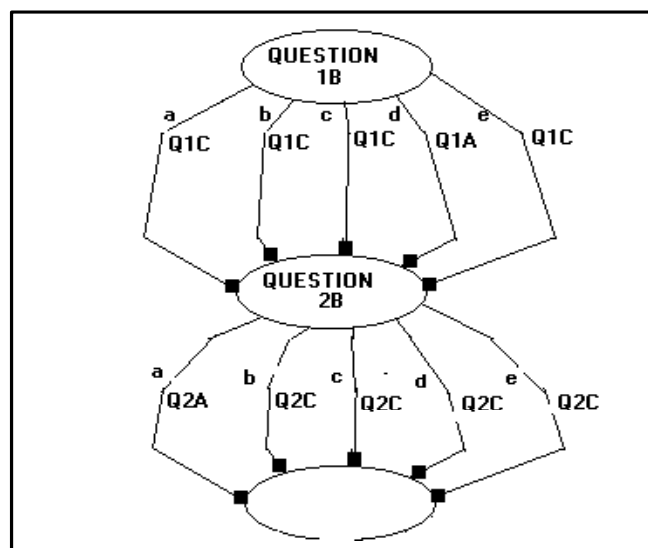 QUESTION
1B
a b c d e
Q1C Q1C Q1C Q1A Q1C
QUESTION
2B
a b c d e
Q2A Q2C Q2C Q2C Q2C